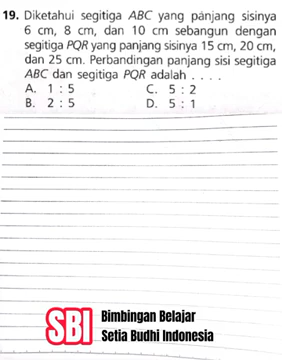 19. Diketahui segitiga ABC yang panjang sisinya
6 cm, 8 cm, dan 10 cm sebangun dengan
segitiga PQR yang panjang sisinya 15 cm, 20 cm,
dan 25 cm. Perbandingan panjang sisi segitiga
ABC dan segitiga PQR adalah . . . .
A. 1 : 5 C. 5 : 2
B. 2 : 5 D. 5 : 1
SBI Bimbingan Belajar
Setia Budhi Indonesia